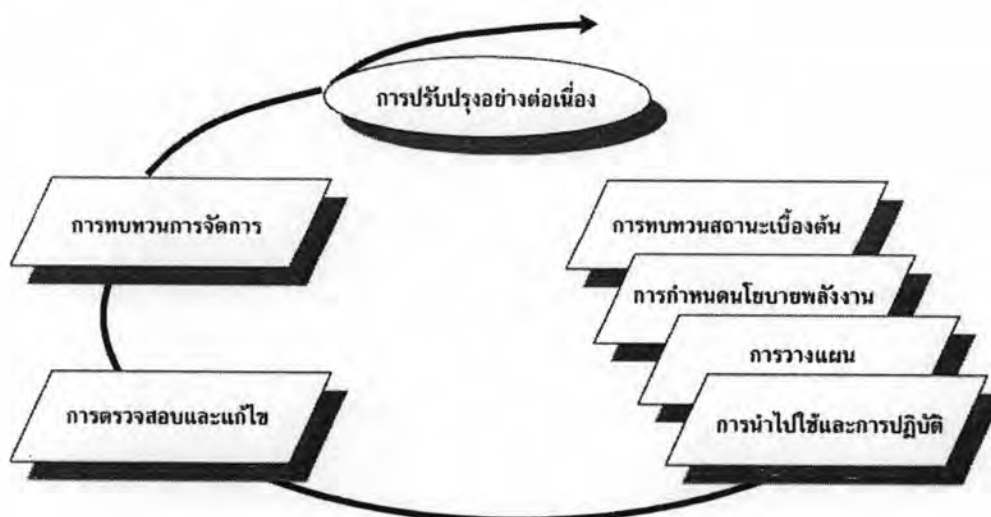 การปรับปรุงอย่างต่อเนื่อง
การทบทวนการจัดการ
การทบทวนสถานะเบื้องต้น
การกำหนดนโยบายพลังงาน
การวางแผน
การตรวจสอบและแก้ไข
การนำไปใช้และการปฏิบัติ